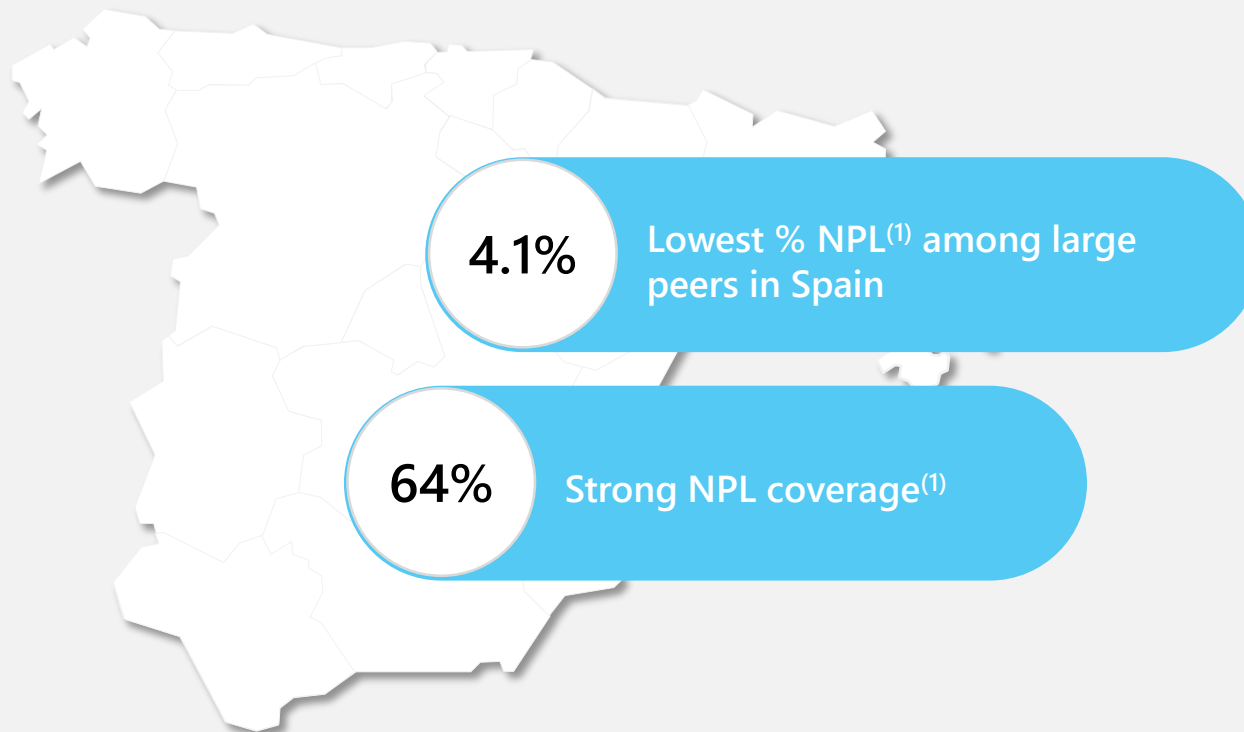 4.1%
Lowest % NPL(1) among large
peers in Spain
64%
Strong NPL coverage(1)